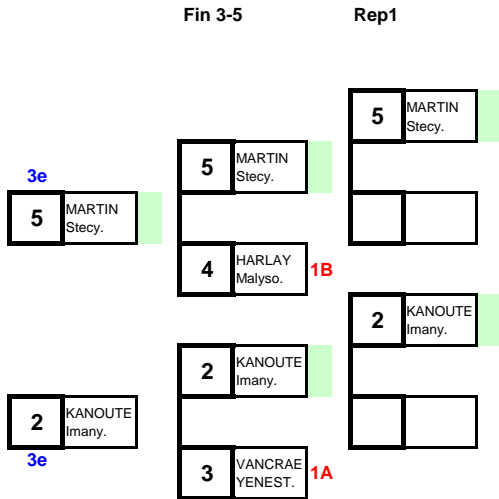 Fin 3-5 Rep1
5 MARTIN
Stecy.
5 MARTIN
Stecy.
3e
5 MARTIN
Stecy.
4 HARLAY
Malyso. 1B
2 KANOUTE
Imany.
2 KANOUTE
Imany.
2 KANOUTE
Imany.
3e
3 VANCRAE
YENEST. 1A